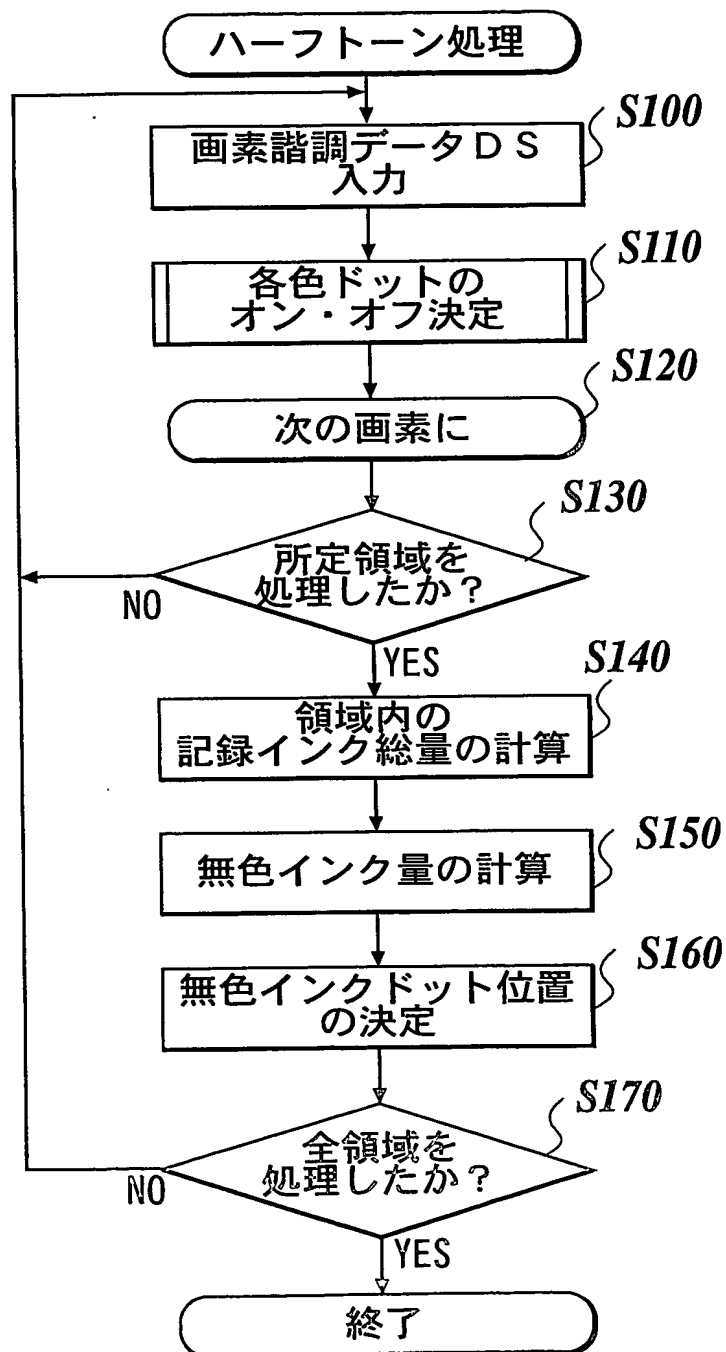 ハーフトーン処理
S100
画素諧調データDS
入力
S110
各色ドットの
オン・オフ決定
S120
次の画素に
S130
所定領域を
処理したか?
NO
YES
S140
領域内の
記録インク総量の計算
S150
無色インク量の計算
S160
無色インクドット位置
の決定
S170
全領域を
処理したか?
NO
YES
終了